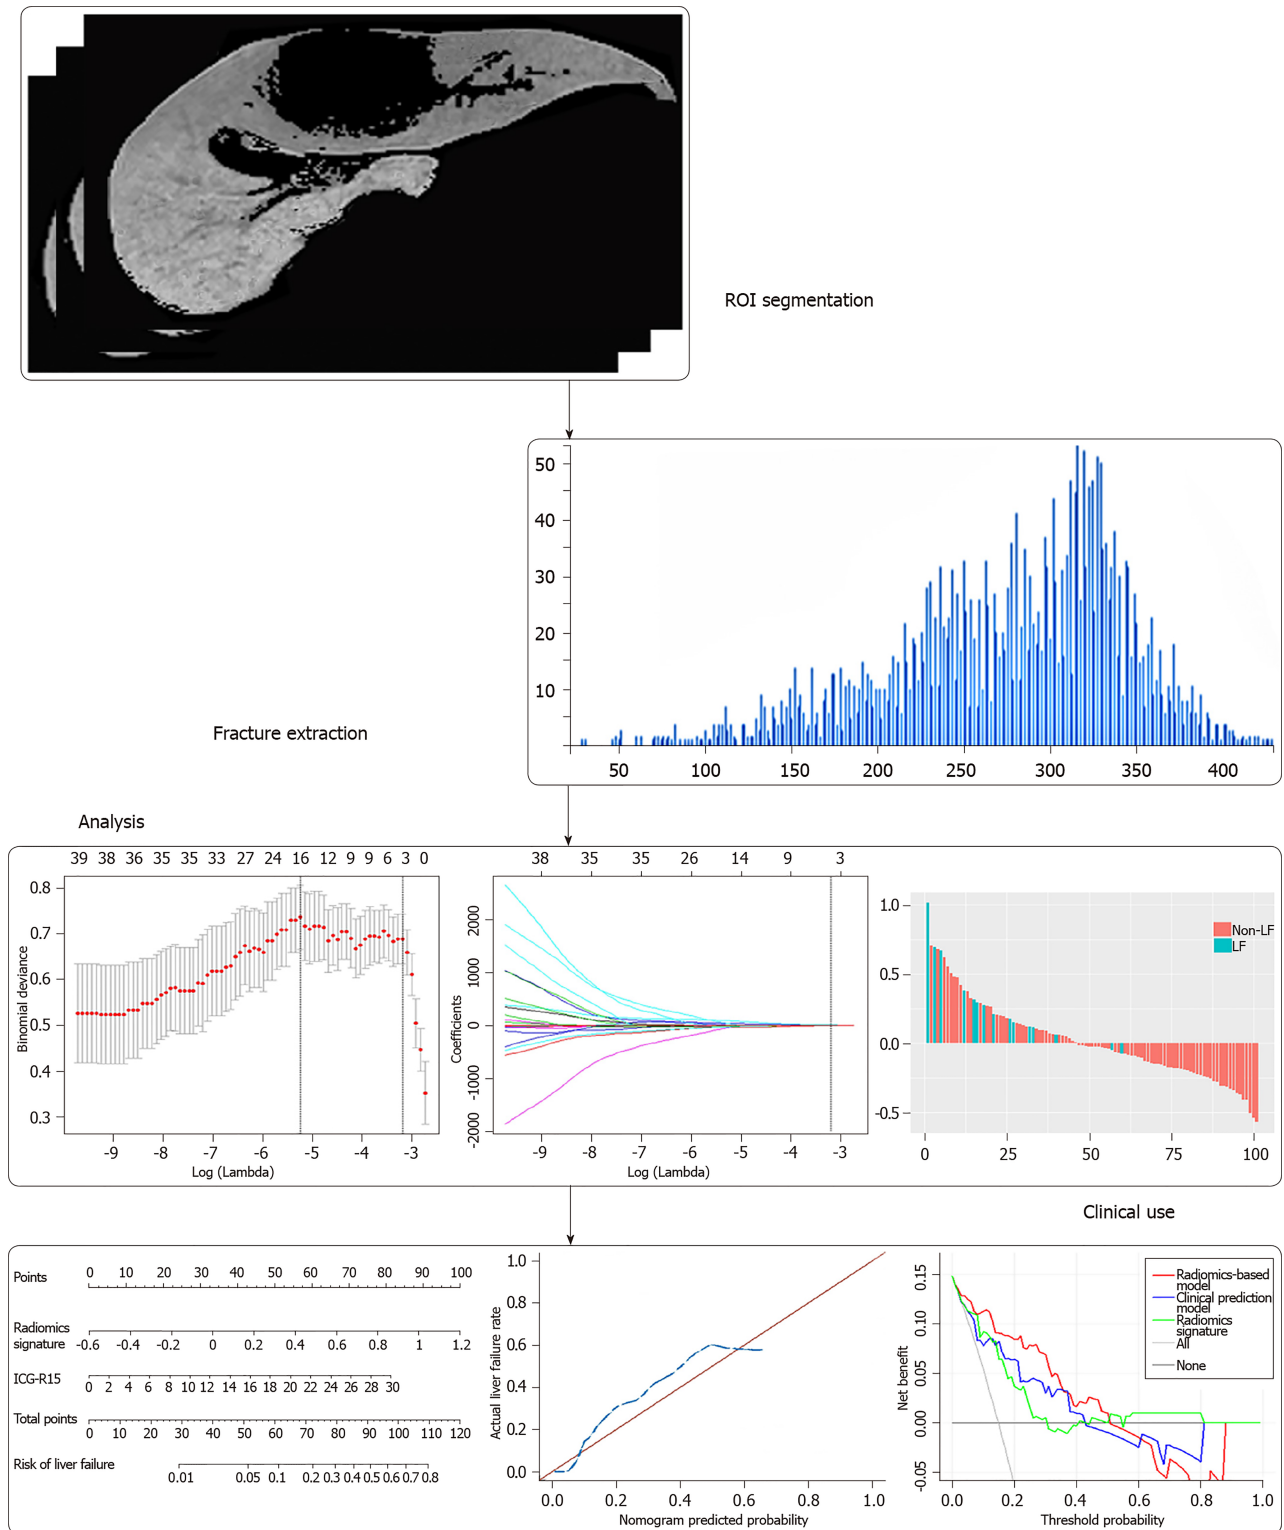 ROI segmentation
50
40
30
20
10
50 100 150 200 250 300 350 400
Fracture extraction
Analysis
39 38 36 35 35 33 27 24 16 12 9 9 6 3 0
0.8
0.7
0.6
0.5
0.4
0.3
Binomial deviance
-9 -8 -7 -6 -5 -4 -3
Log (Lambda)
38 35 35 26 14 9 3
2000
1000
0
-1000
-2000
Coefficients
-9 -8 -7 -6 -5 -4 -3
Log (Lambda)
1.0
0.5
0.0
-0.5
Non-LF
LF
0 25 50 75 100
Clinical use
Points
0 10 20 30 40 50 60 70 80 90 100
Radiomics
signature
-0.6 -0.4 -0.2 0 0.2 0.4 0.6 0.8 1 1.2
ICG-R15
0 2 4 6 8 10 12 14 16 18 20 22 24 26 28 30
Total points
0 10 20 30 40 50 60 70 80 90 100 110 120
Risk of liver failure
0.01 0.05 0.1 0.2 0.3 0.4 0.5 0.6 0.7 0.8
1.0
0.8
0.6
0.4
0.2
0.0
Actual liver failure rate
0.0 0.2 0.4 0.6 0.8 1.0
Nomogram predicted probability
0.15
0.10
0.05
0.00
-0.05
Net benefit
Radiomics-based
model
Clinical prediction
model
Radiomics
signature
All
None
0.0 0.2 0.4 0.6 0.8 1.0
Threshold probability